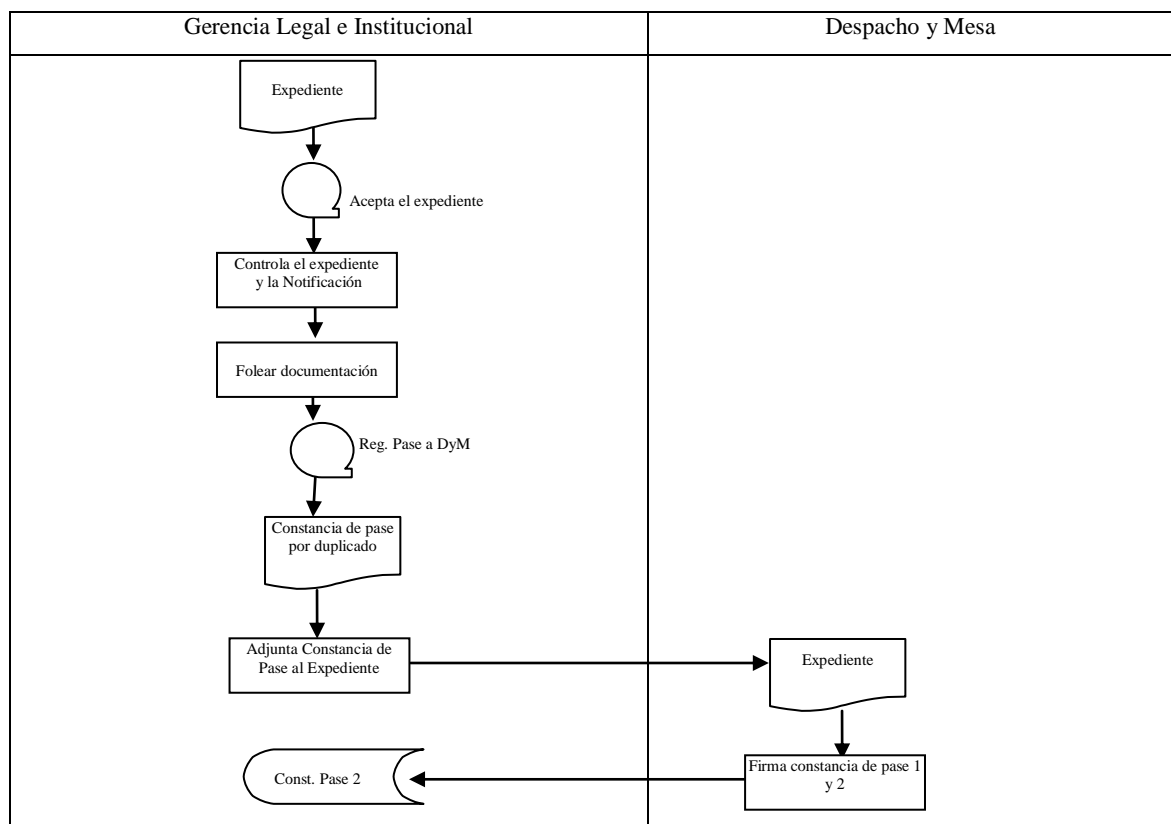 Gerencia Legal e Institucional
Despacho y Mesa
Expediente
Acepta el expediente
Controla el expediente
y la Notificación
Folear documentación
Reg. Pase a DyM
Constancia de pase
por duplicado
Adjunta Constancia de
Pase al Expediente
Expediente
Firma constancia de pase 1
y 2
Const. Pase 2